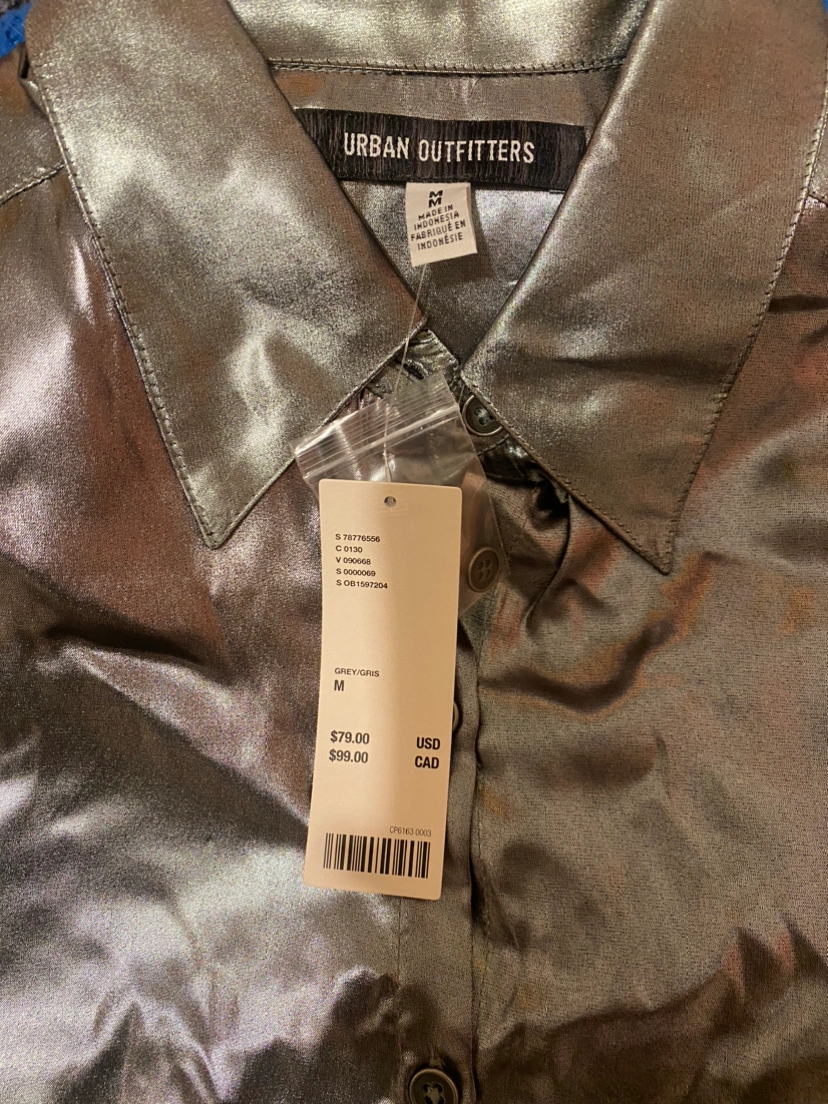 URBAN OUTFITTERS
M
M
MADE IN
INDONESIA
FABRIQUÉ EN
INDONÉSIE
S 78776556
C 0130
V 090668
S 0000069
S OB1597204
GREY/GRIS
M
$79.00 USD
$99.00 CAD
CP6163 0003